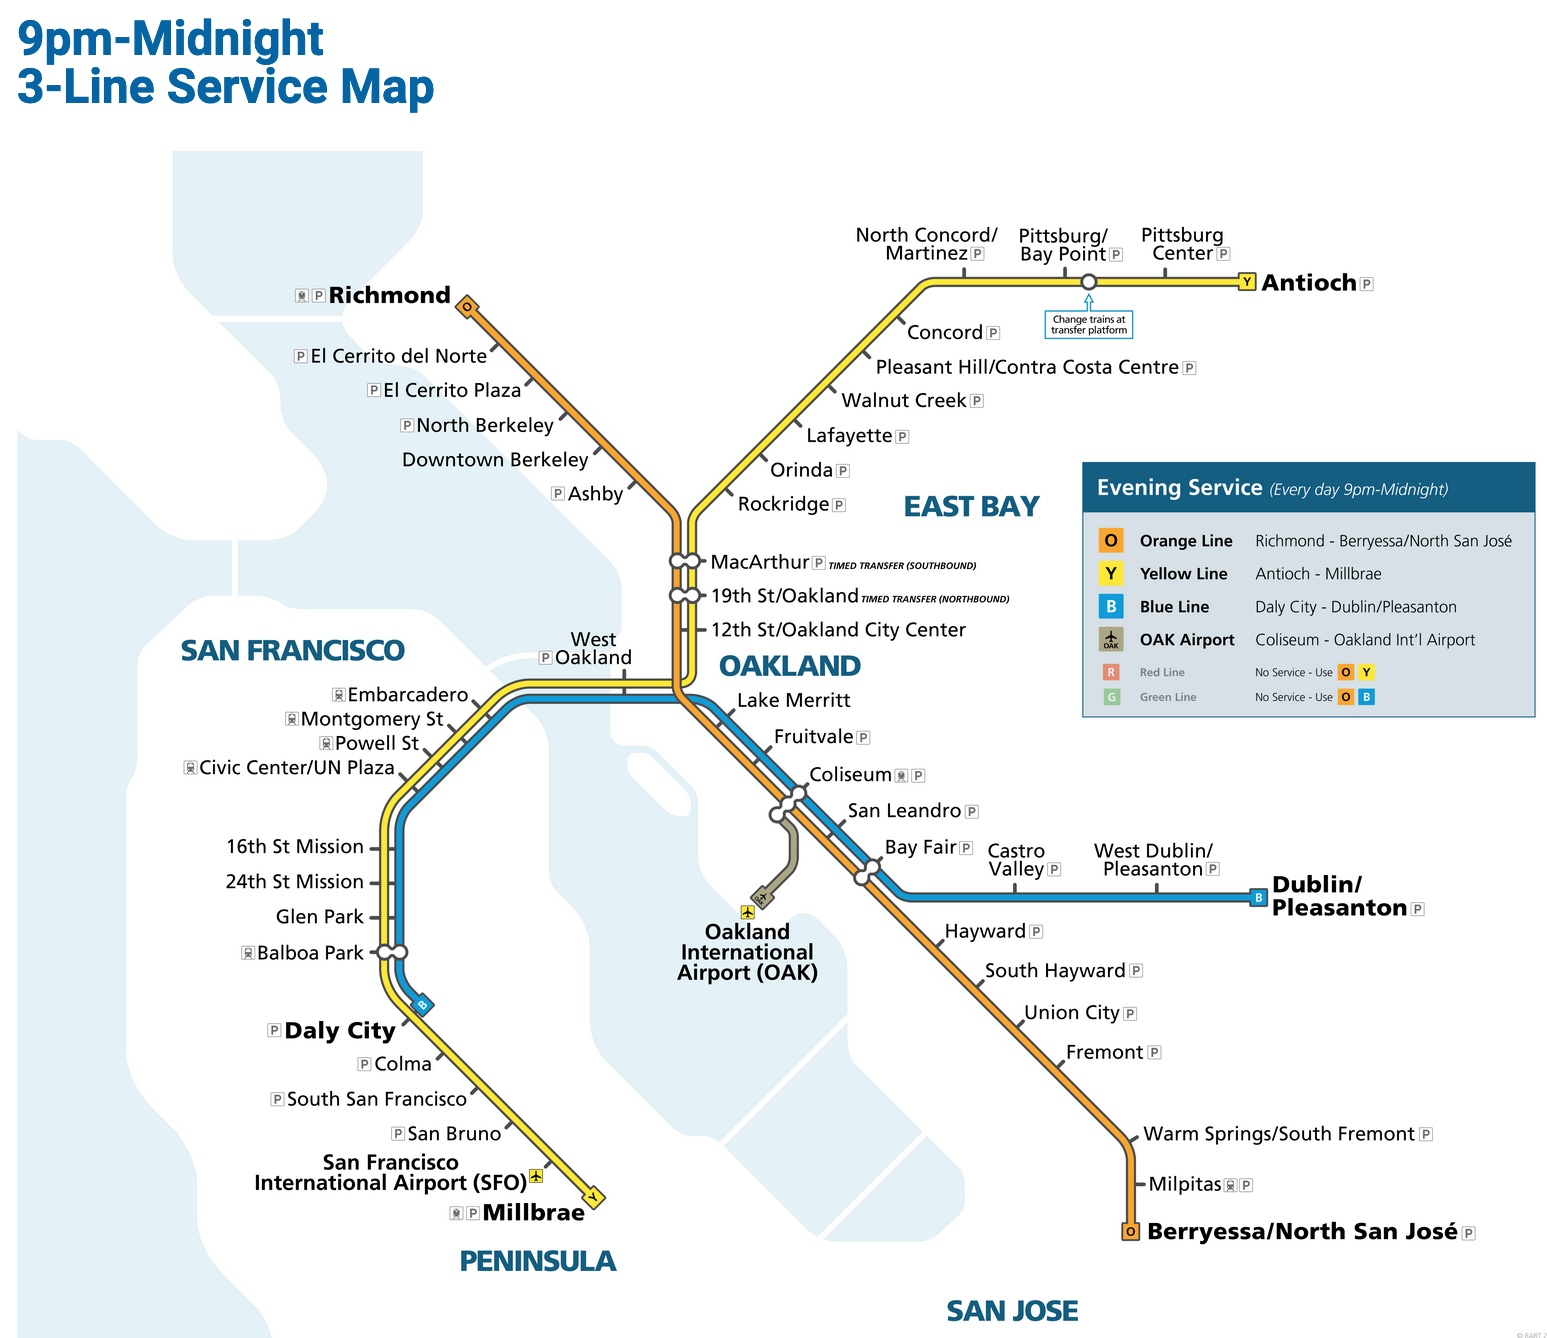 9pm-Midnight
3-Line Service Map
North Concord/
Martinez P
Pittsburg/
Bay Point P
Pittsburg
Center P
Y
Antioch P
Change trains at
transfer platform
P Richmond
O
P El Cerrito del Norte
P El Cerrito Plaza
P North Berkeley
Downtown Berkeley
P Ashby
Concord P
Pleasant Hill/Contra Costa Centre P
Walnut Creek P
Lafayette P
Orinda P
Rockridge P
EAST BAY
MacArthur P TIMED TRANSFER (SOUTHBOUND)
19th St/Oakland TIMED TRANSFER (NORTHBOUND)
12th St/Oakland City Center
OAKLAND
Evening Service (Every day 9pm-Midnight)
O Orange Line Richmond - Berryessa/North San José
Y Yellow Line Antioch - Millbrae
B Blue Line Daly City - Dublin/Pleasanton
OAK OAK Airport Coliseum - Oakland Int'l Airport
R Red Line No Service - Use O Y
G Green Line No Service - Use O B
SAN FRANCISCO
West
P Oakland
Embarcadero
Montgomery St
Powell St
Civic Center/UN Plaza
16th St Mission
24th St Mission
Glen Park
Balboa Park
B
P Daly City
P Colma
P South San Francisco
P San Bruno
San Francisco
International Airport (SFO)
Y
P Millbrae
PENINSULA
Lake Merritt
Fruitvale P
Coliseum P
San Leandro P
Bay Fair P
Castro
Valley P
West Dublin/
Pleasanton P
B
Dublin/
Pleasanton P
OAK
Oakland
International
Airport (OAK)
Hayward P
South Hayward P
Union City P
Fremont P
Warm Springs/South Fremont P
Milpitas P
O
Berryessa/North San José P
SAN JOSE
© BART 2